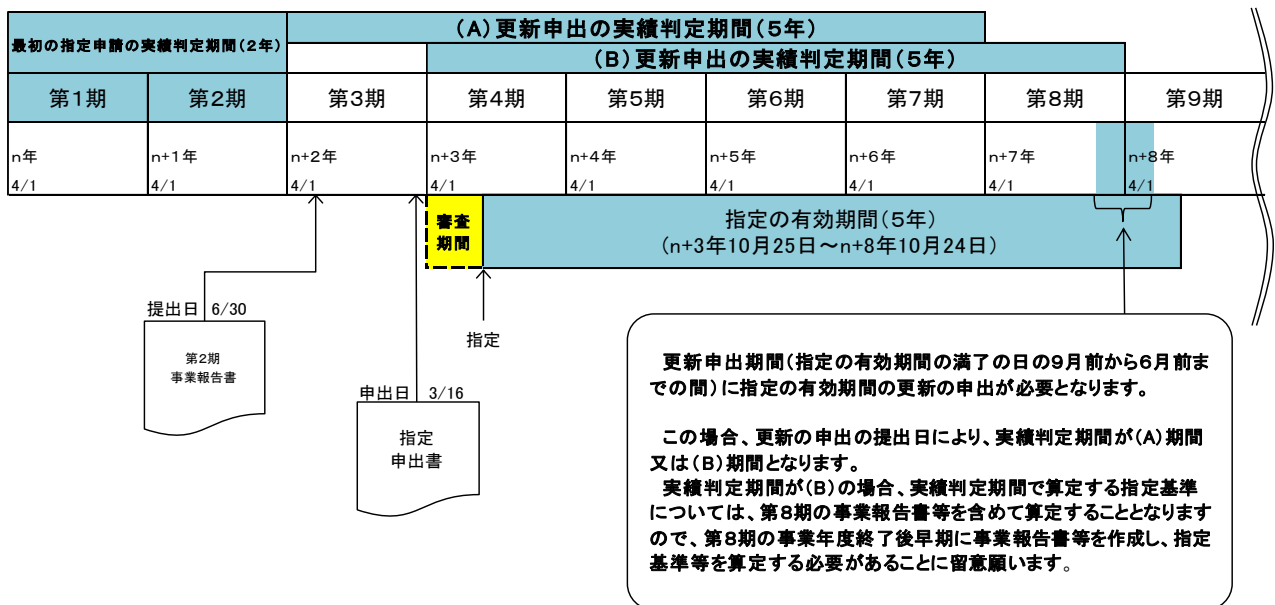 (A)更新申出の実績判定期間(5年)
最初の指定申請の実績判定期間(2年)
(B)更新申出の実績判定期間(5年)
第1期 第2期 第3期 第4期 第5期 第6期 第7期 第8期 第9期
n年 n+1年 n+2年 n+3年 n+4年 n+5年 n+6年 n+7年 n+8年
4/1 4/1 4/1 4/1 4/1 4/1 4/1 4/1 4/1
審査
期間
指定の有効期間(5年)
(n+3年10月25日~n+8年10月24日)
提出日 6/30
第2期
事業報告書
指定
申出日 3/16
指定
申出書
更新申出期間(指定の有効期間の満了の日の9月前から6月前ま
での間)に指定の有効期間の更新の申出が必要となります。
この場合、更新の申出の提出日により、実績判定期間が(A)期間
又は(B)期間となります。
実績判定期間が(B)の場合、実績判定期間で算定する指定基準
については、第8期の事業報告書等を含めて算定することとなります
ので、第8期の事業年度終了後早期に事業報告書等を作成し、指定
基準等を算定する必要があることに留意願います。